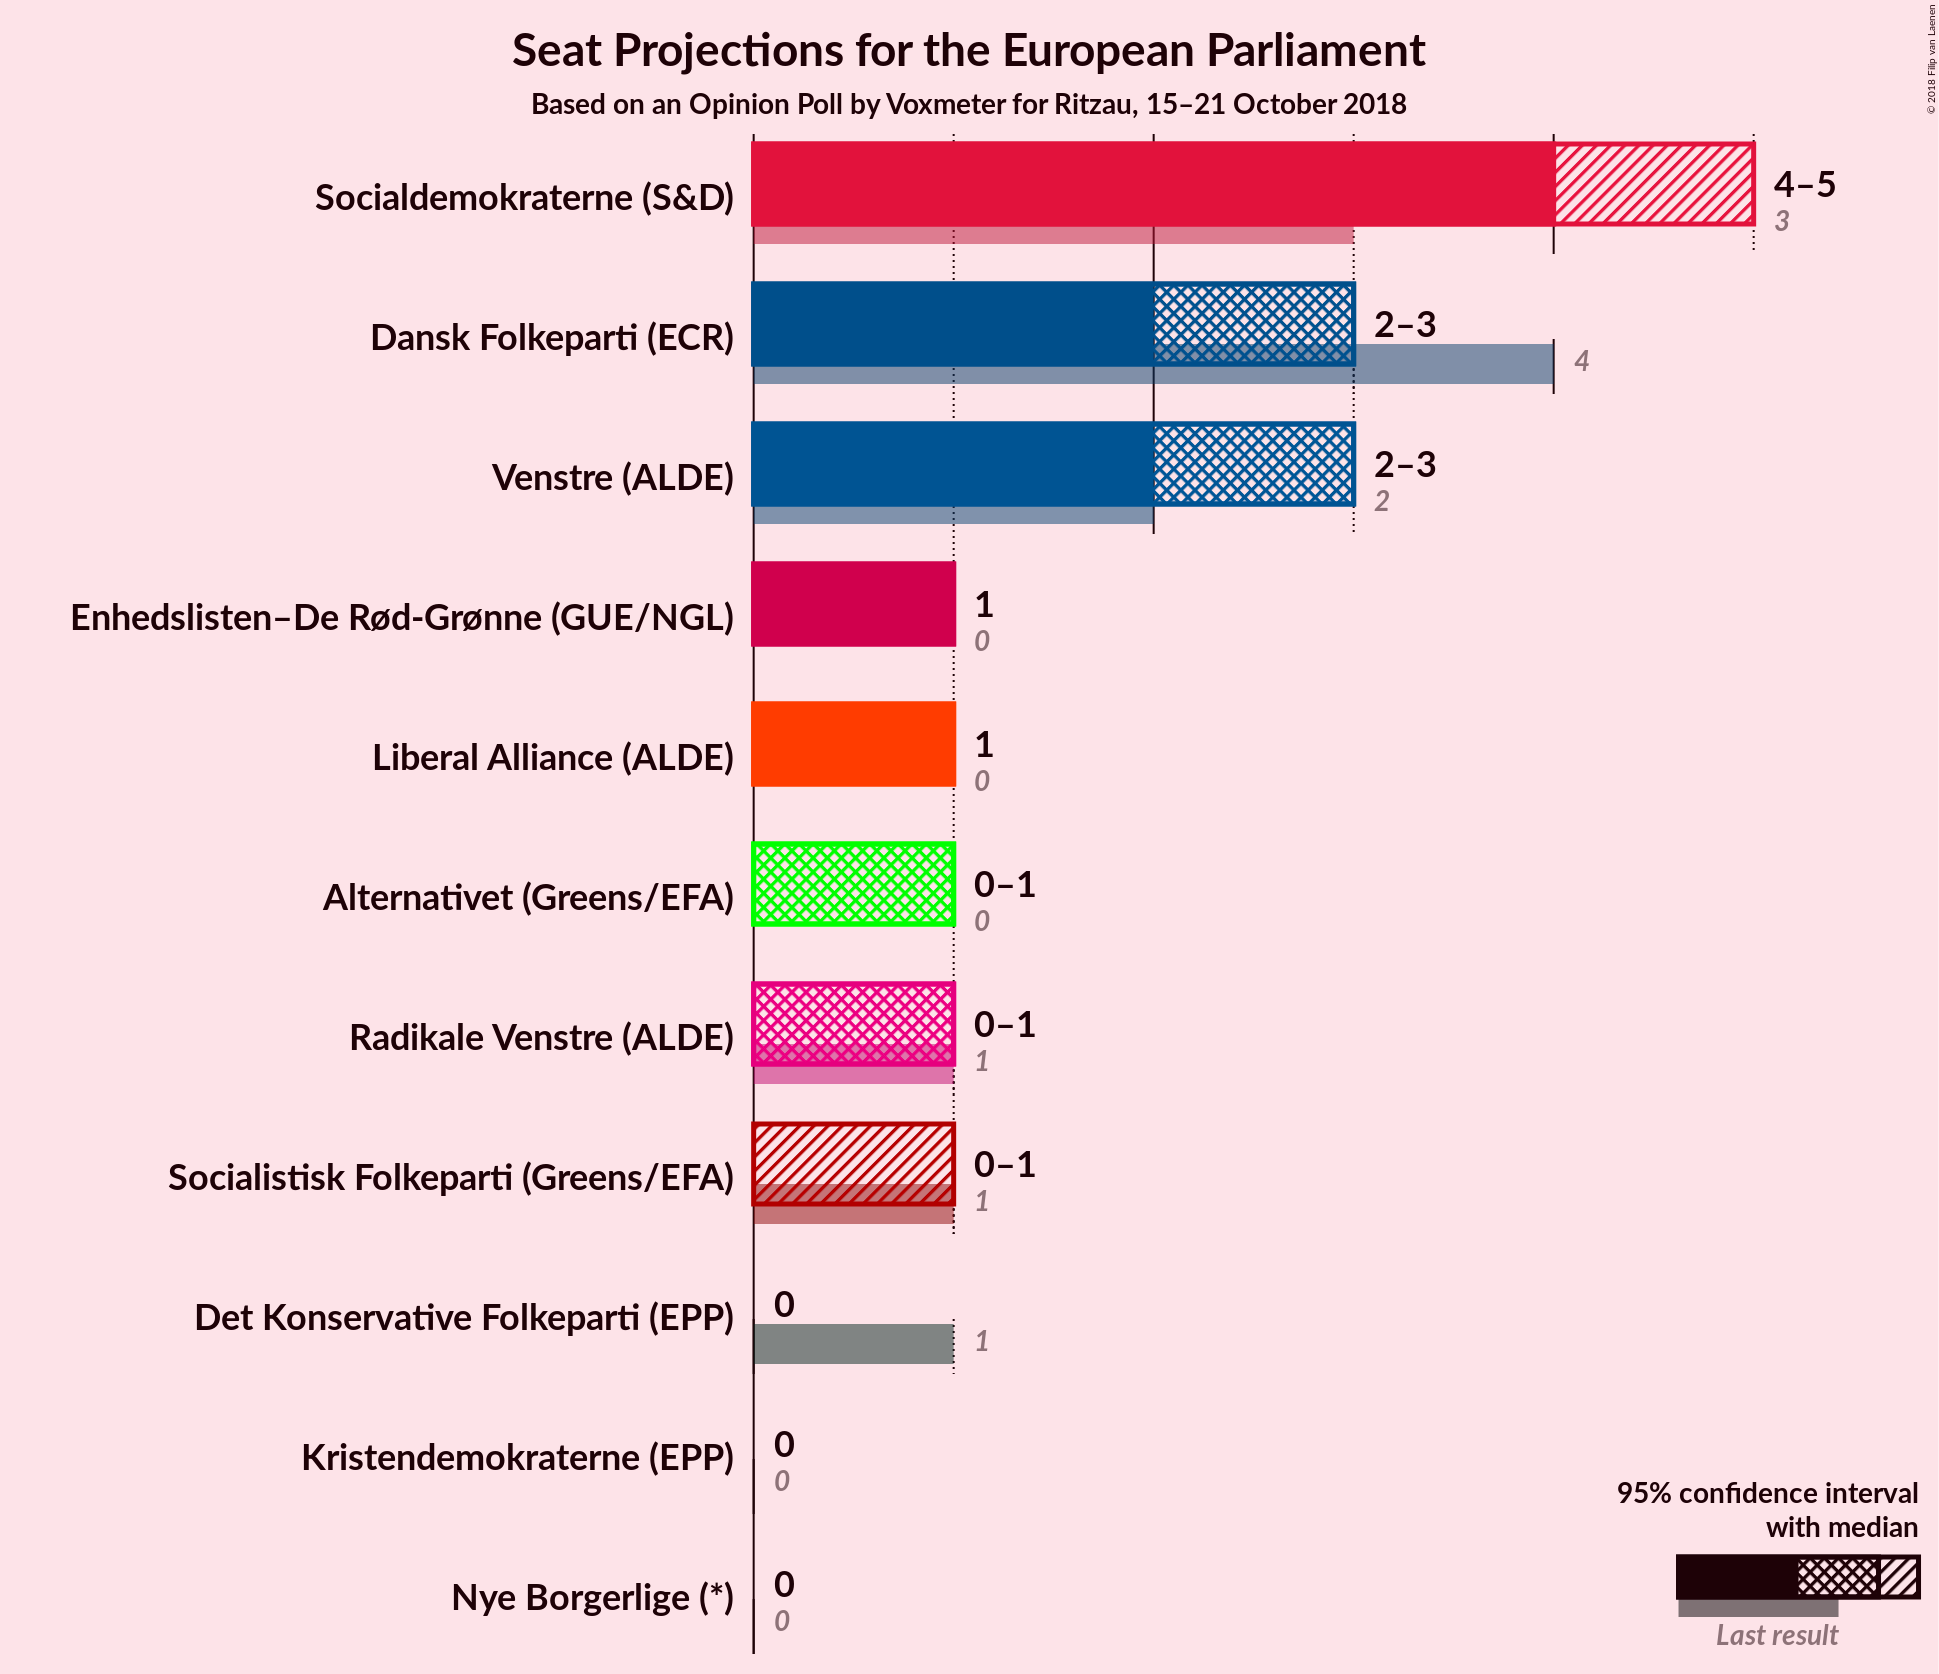 Seat Projections for the European Parliament
Based on an Opinion Poll by Voxmeter for Ritzau, 15–21 October 2018
© 2018 Filip van Laenen
Socialdemokraterne (S&D)
4–5
3
Dansk Folkeparti (ECR)
2–3
4
Venstre (ALDE)
2–3
2
Enhedslisten–De Rød-Grønne (GUE/NGL)
1
0
Liberal Alliance (ALDE)
1
0
Alternativet (Greens/EFA)
0–1
0
Radikale Venstre (ALDE)
0–1
1
Socialistisk Folkeparti (Greens/EFA)
0–1
1
Det Konservative Folkeparti (EPP)
0
1
Kristendemokraterne (EPP)
0
0
Nye Borgerlige (*)
0
0
95% confidence interval
with median
Last result